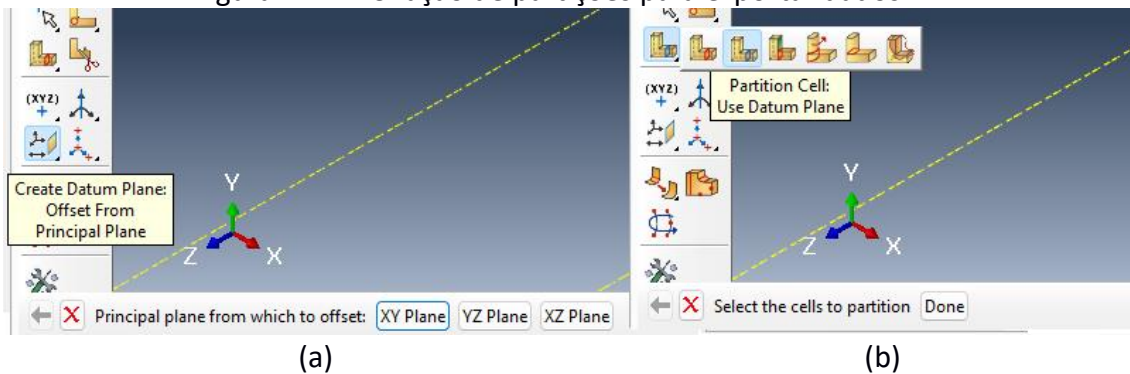 (XYZ)
Create Datum Plane:
Offset From
Principal Plane
Y
Z
X
Principal plane from which to offset: XY Plane YZ Plane XZ Plane
(a)
(XYZ)
Partition Cell:
Use Datum Plane
Y
Z
X
Select the cells to partition Done
(b)